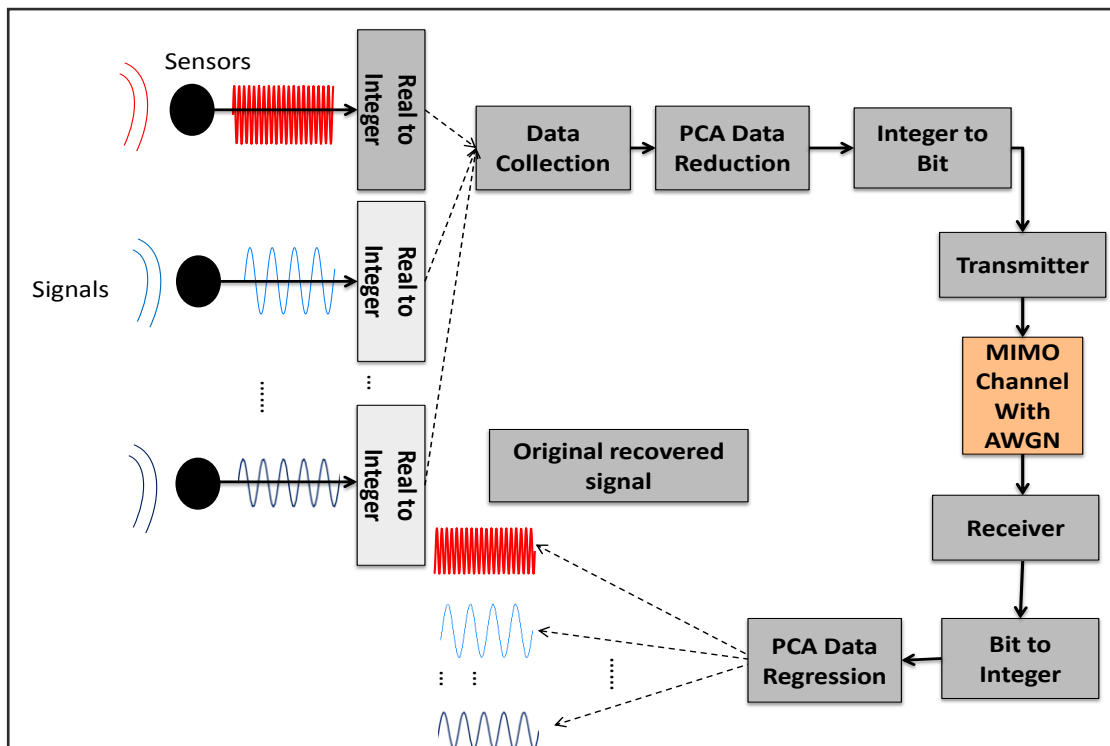 Sensors
Real to
Integer
Data
Collection
PCA Data
Reduction
Integer to
Bit
Signals
Real to
Integer
Transmitter
......
...
MIMO
Channel
With
AWGN
Real to
Integer
Original recovered
signal
Receiver
PCA Data
Regression
Bit to
Integer
...
...
......